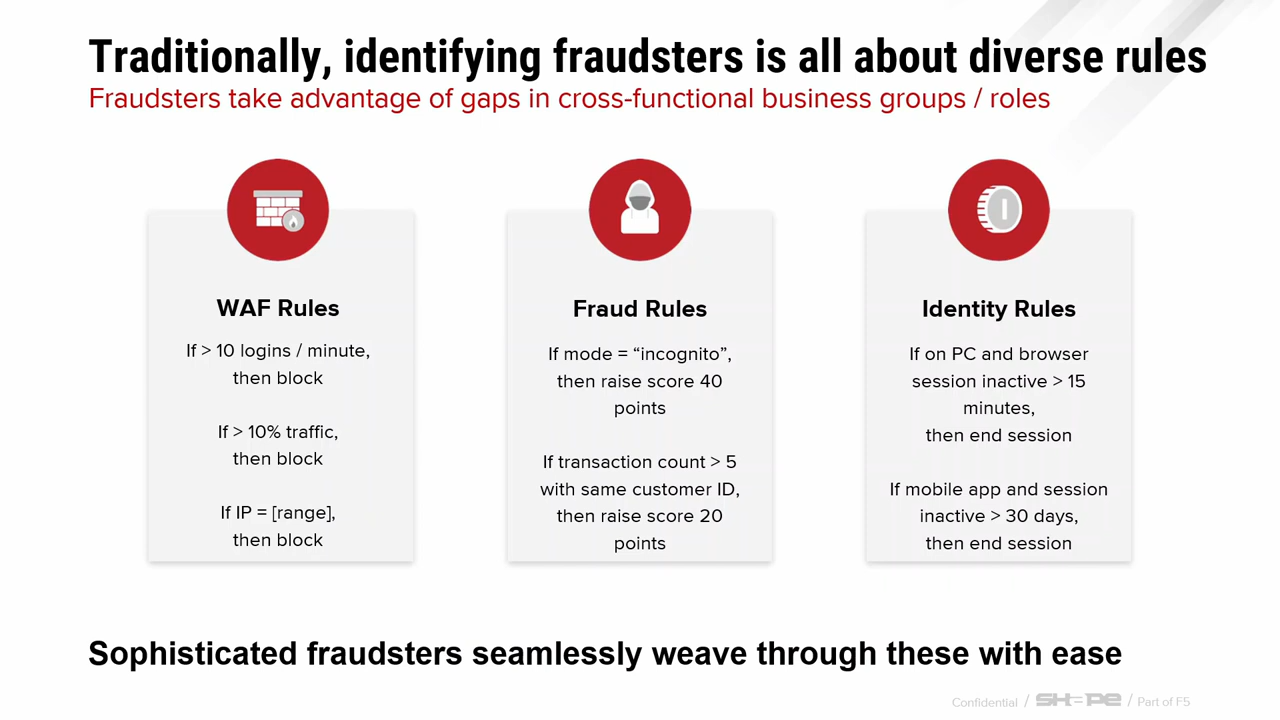 Traditionally, identifying fraudsters is all about diverse rules
Fraudsters take advantage of gaps in cross-functional business groups / roles
WAF Rules
If > 10 logins / minute,
then block
If > 10% traffic,
then block
If IP = [range],
then block
Fraud Rules
If mode = “incognito”,
then raise score 40
points
If transaction count > 5
with same customer ID,
then raise score 20
points
Identity Rules
If on PC and browser
session inactive > 15
minutes,
then end session
If mobile app and session
inactive > 30 days,
then end session
Sophisticated fraudsters seamlessly weave through these with ease
Confidential / SHAPE / Part of F5